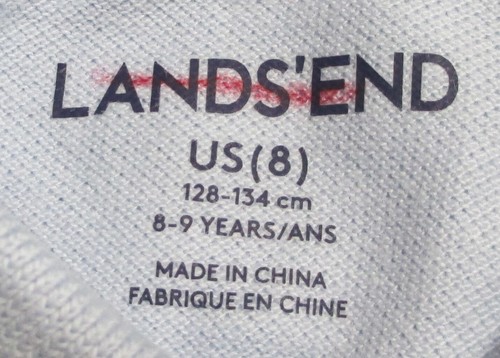 LANDS'END
US(8)
128-134 cm
8-9 YEARS/ANS
MADE IN CHINA
FABRIQUE EN CHINE